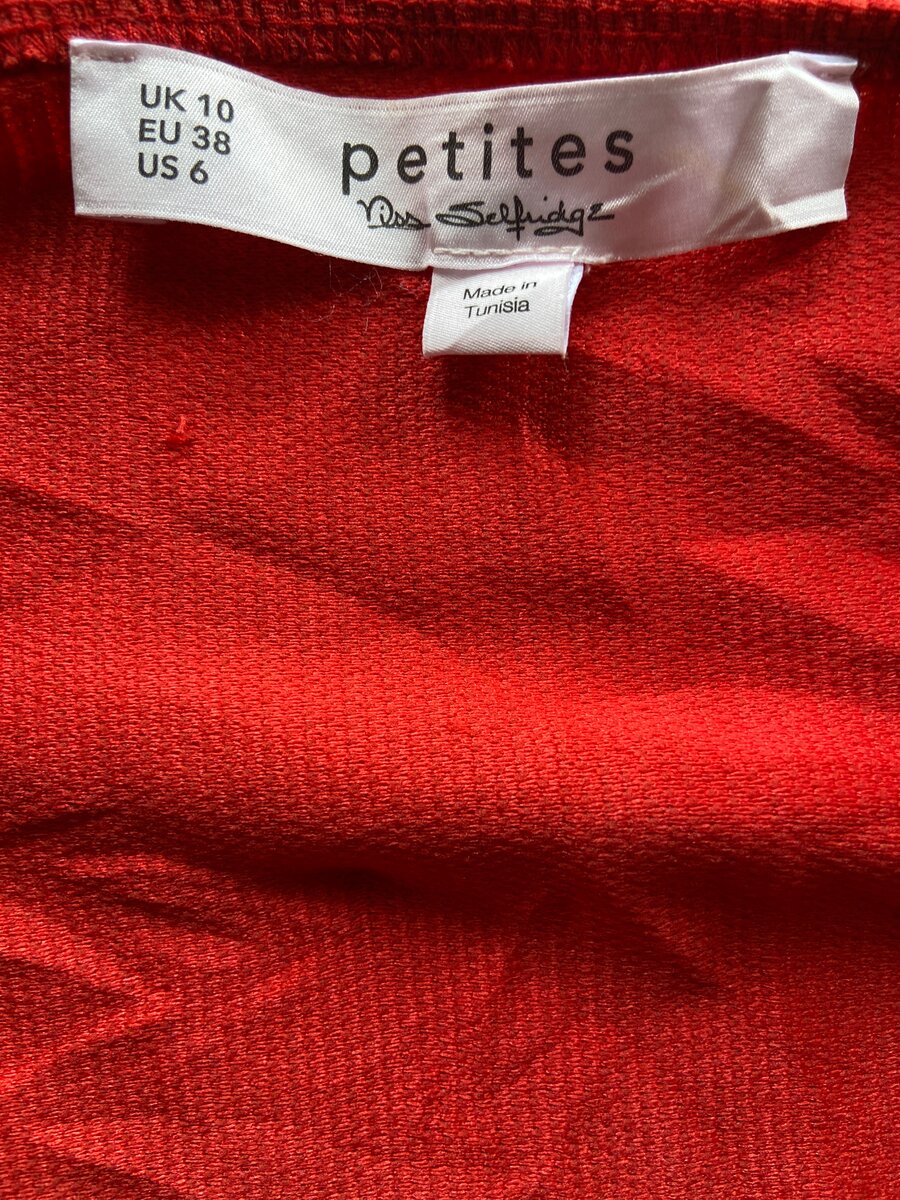 UK 10
EU 38
US 6
petites
Miss Selfridge
Made in
Tunisia